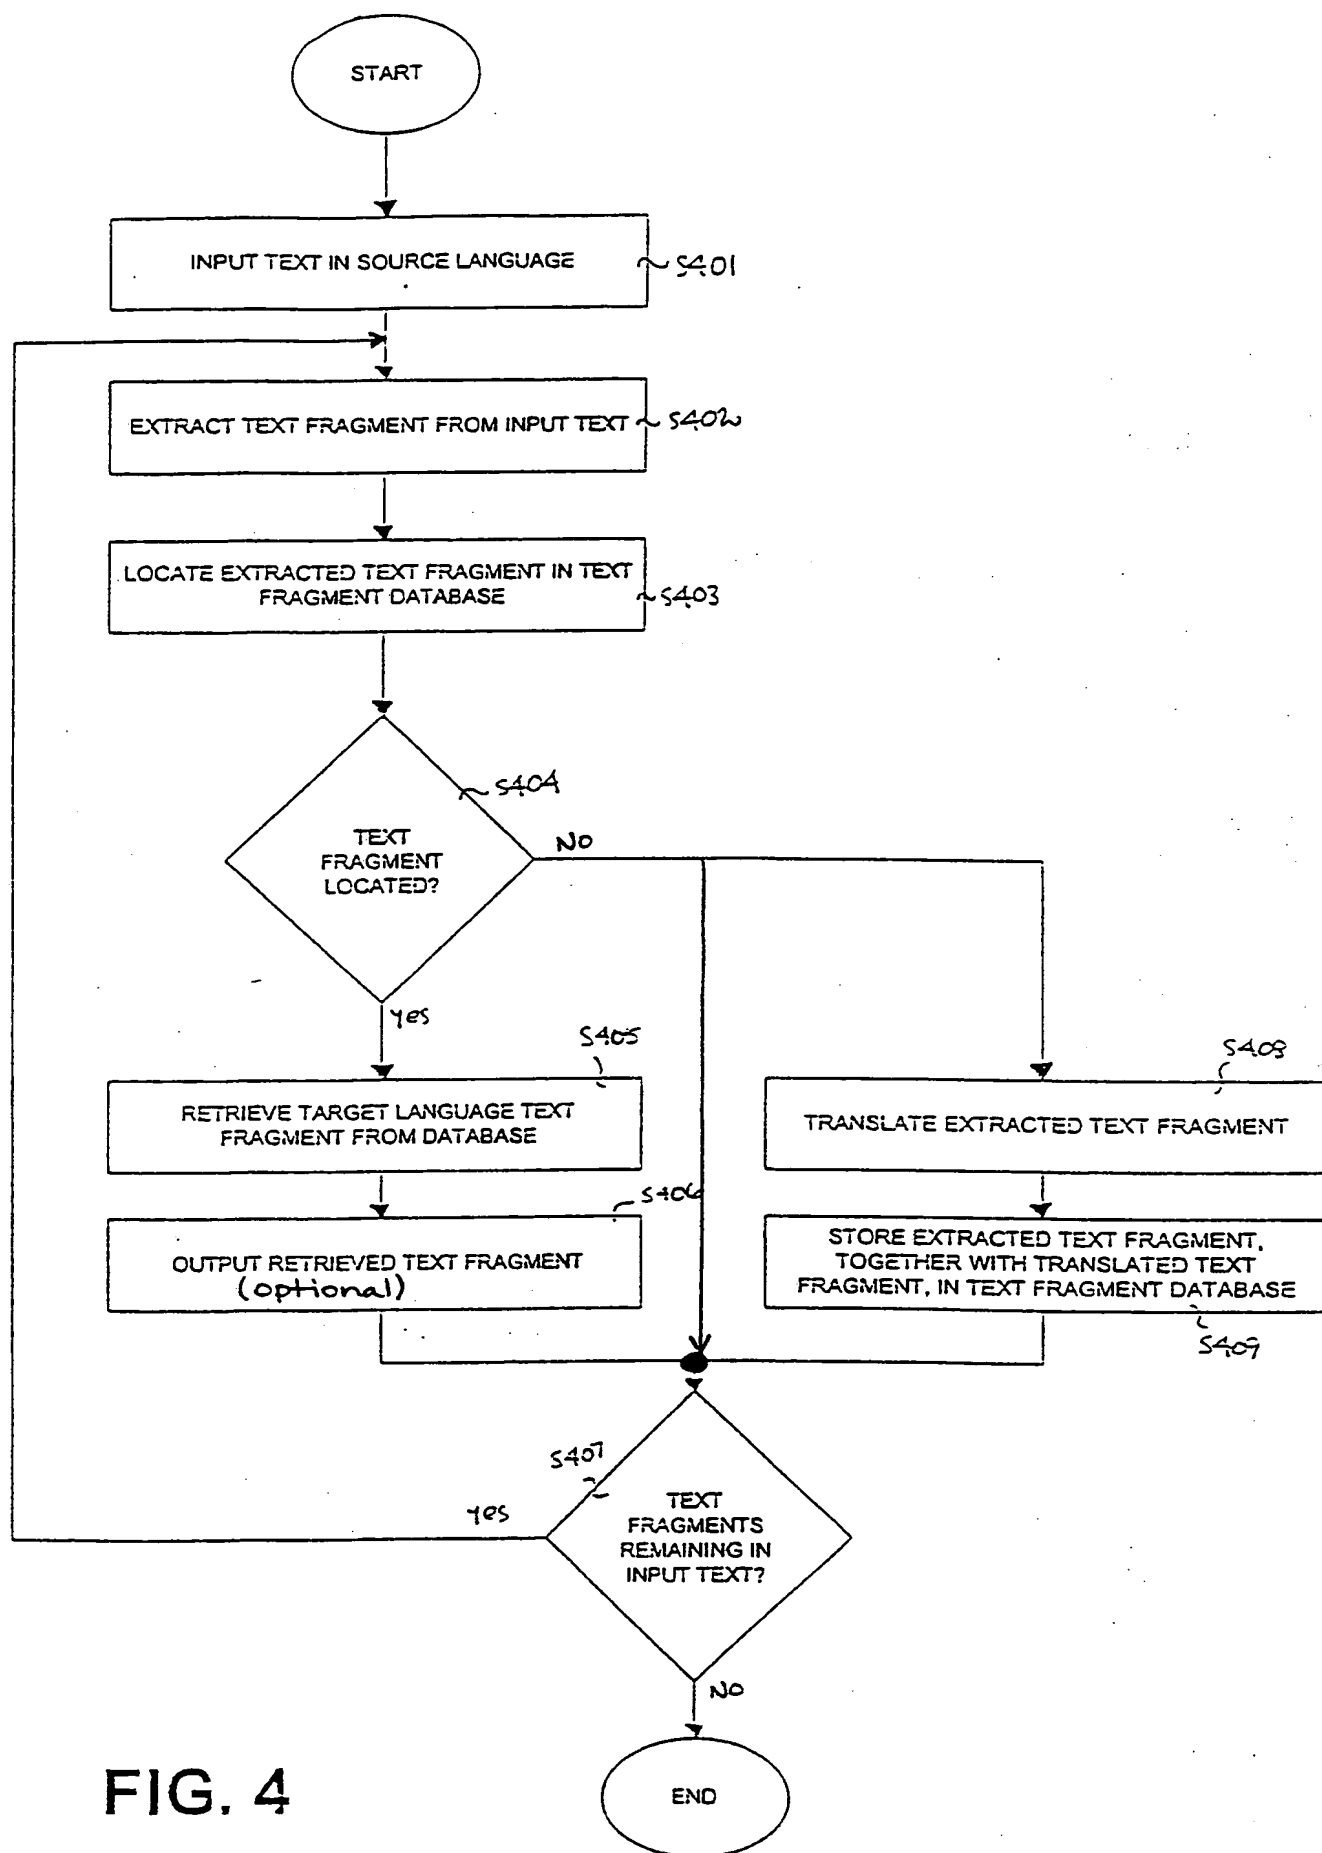 START
INPUT TEXT IN SOURCE LANGUAGE
S401
EXTRACT TEXT FRAGMENT FROM INPUT TEXT
S402
LOCATE EXTRACTED TEXT FRAGMENT IN TEXT
FRAGMENT DATABASE
S403
S404
TEXT
FRAGMENT
LOCATED?
NO
yes
S405
RETRIEVE TARGET LANGUAGE TEXT
FRAGMENT FROM DATABASE
S408
TRANSLATE EXTRACTED TEXT FRAGMENT
S406
OUTPUT RETRIEVED TEXT FRAGMENT
(optional)
STORE EXTRACTED TEXT FRAGMENT,
TOGETHER WITH TRANSLATED TEXT
FRAGMENT, IN TEXT FRAGMENT DATABASE
S409
S407
yes
TEXT
FRAGMENTS
REMAINING IN
INPUT TEXT?
NO
END
FIG. 4